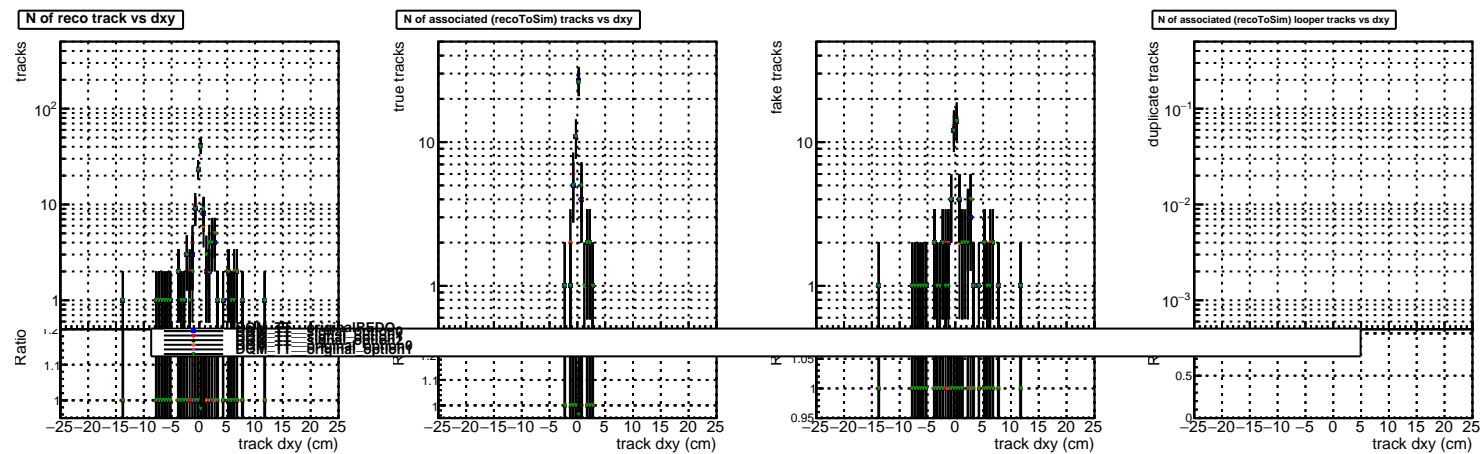 N of reco track vs dxy
N of associated (recoToSim) tracks vs dxy
N of associated (recoToSim) looper tracks vs dxy
tracks
10²
10
1
Ratio
1.1
1
−25−20−15−10 −5 0 5 10 15 20 25
track dxy (cm)
true tracks
10
1
1.1
1
−25−20−15−10 −5 0 5 10 15 20 25
track dxy (cm)
fake tracks
10
1
1.05
1
0.95
−25−20−15−10 −5 0 5 10 15 20 25
track dxy (cm)
duplicate tracks
10⁻¹
10⁻²
10⁻³
0.5
0
−25−20−15−10 −5 0 5 10 15 20 25
track dxy (cm)